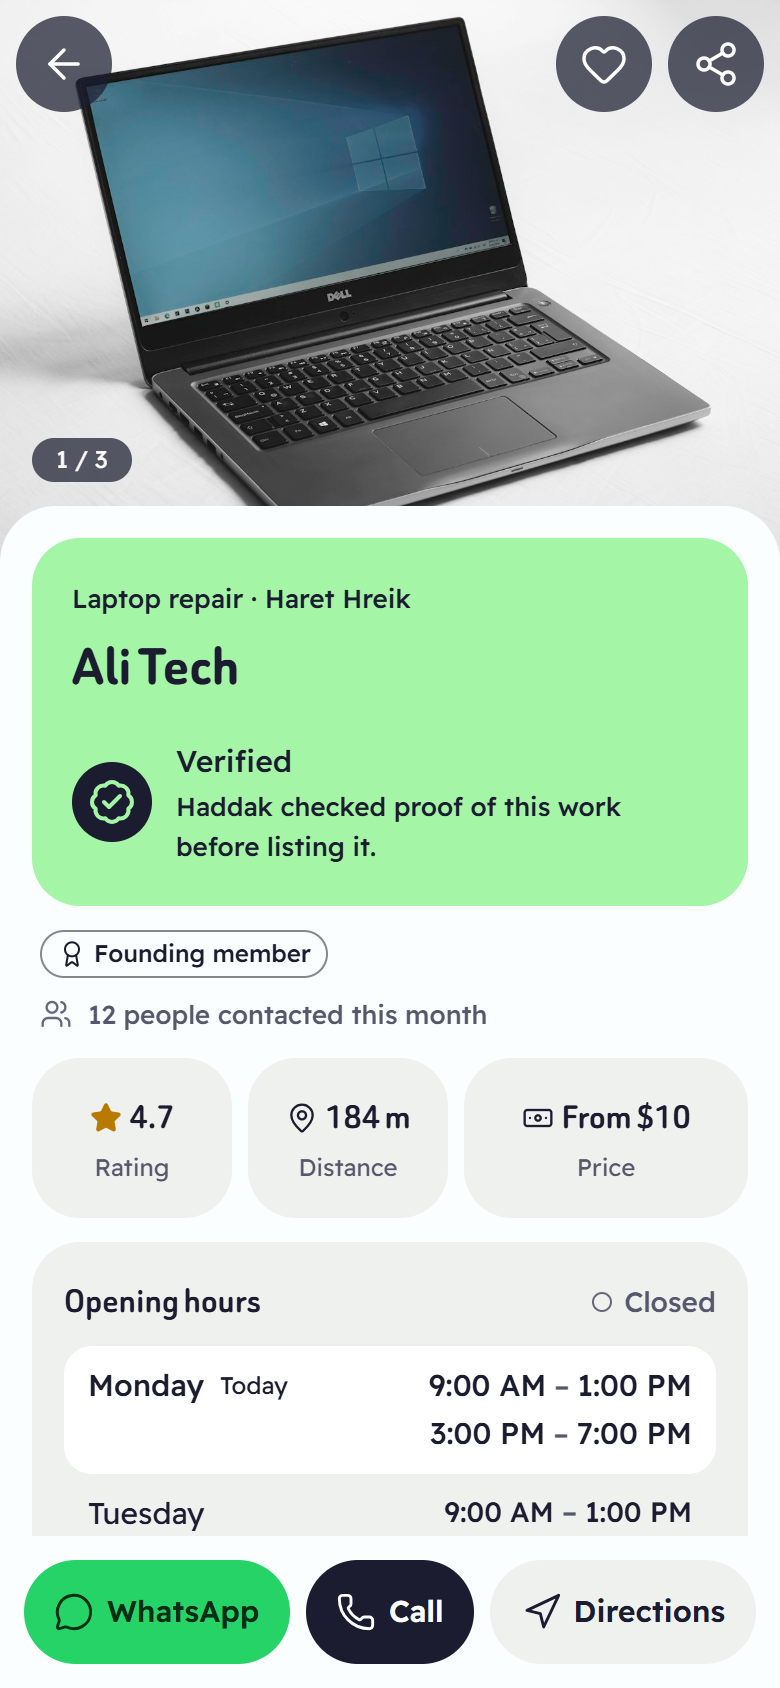 DELL
1 / 3
Laptop repair · Haret Hreik
Ali Tech
Verified
Haddak checked proof of this work
before listing it.
Founding member
12 people contacted this month
4.7
184 m
From $10
Rating
Distance
Price
Opening hours
Closed
Monday Today
9:00 AM – 1:00 PM
3:00 PM – 7:00 PM
Tuesday
9:00 AM – 1:00 PM
WhatsApp
Call
Directions